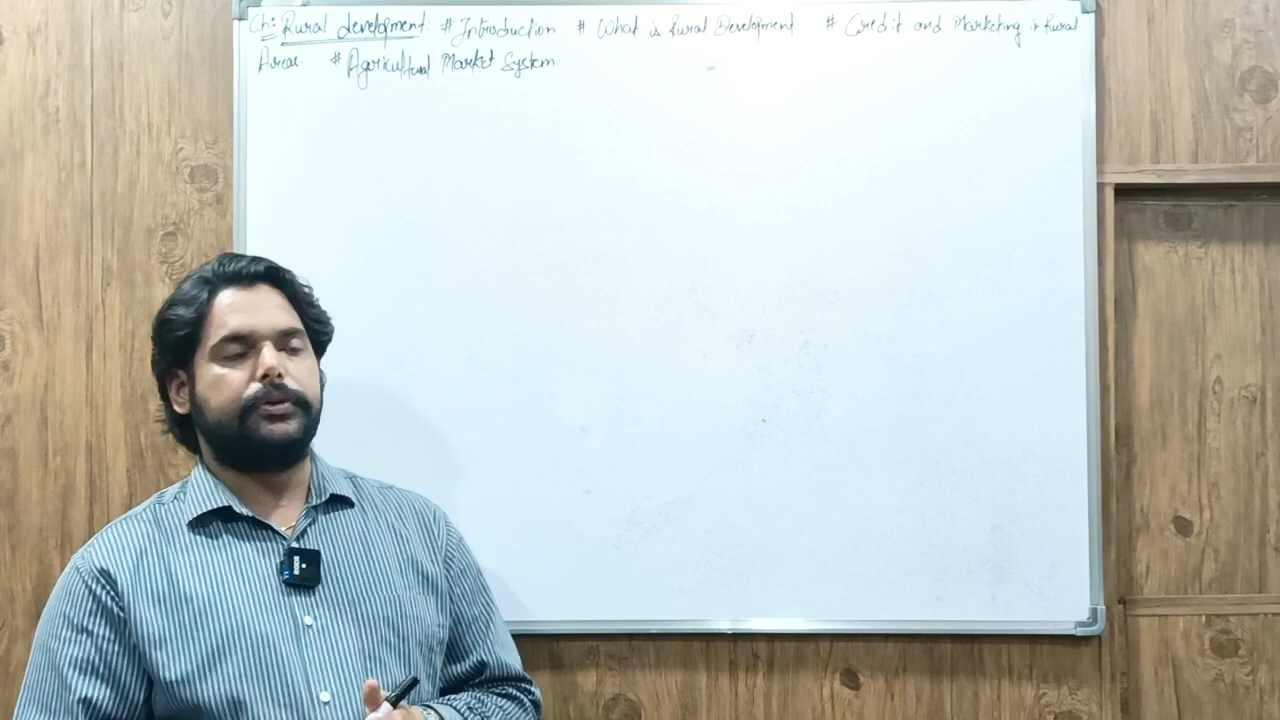 Ch: Rural development: # Introduction # What is Rural Development # Credit and Marketing in Rural
Areas # Agricultural Market System